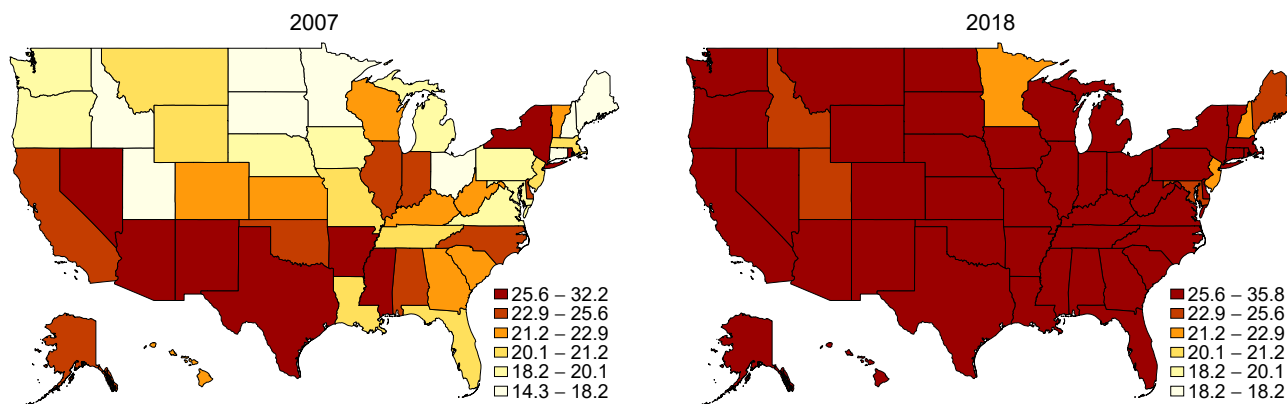 2007
25.6 – 32.2
22.9 – 25.6
21.2 – 22.9
20.1 – 21.2
18.2 – 20.1
14.3 – 18.2
2018
25.6 – 35.8
22.9 – 25.6
21.2 – 22.9
20.1 – 21.2
18.2 – 20.1
18.2 – 18.2